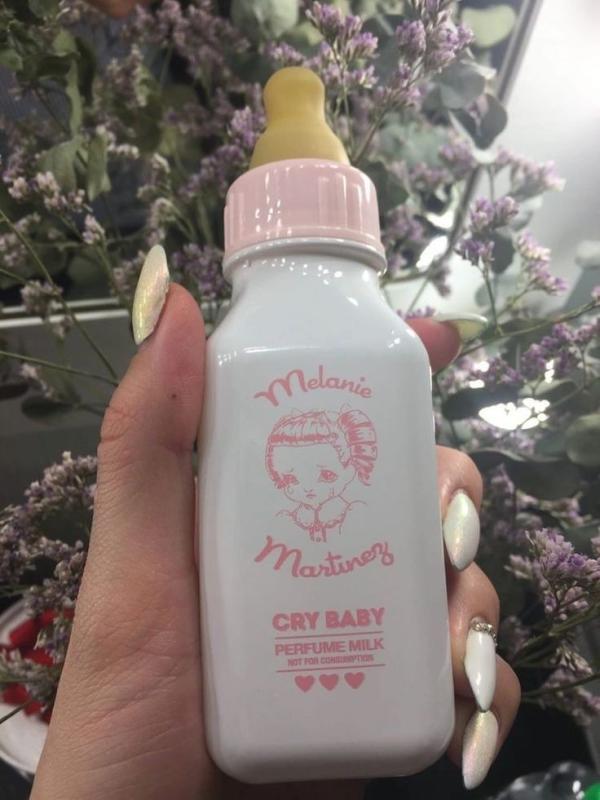 Melanie
Martinez
CRY BABY
PERFUME MILK
NOT FOR CONSUMPTION